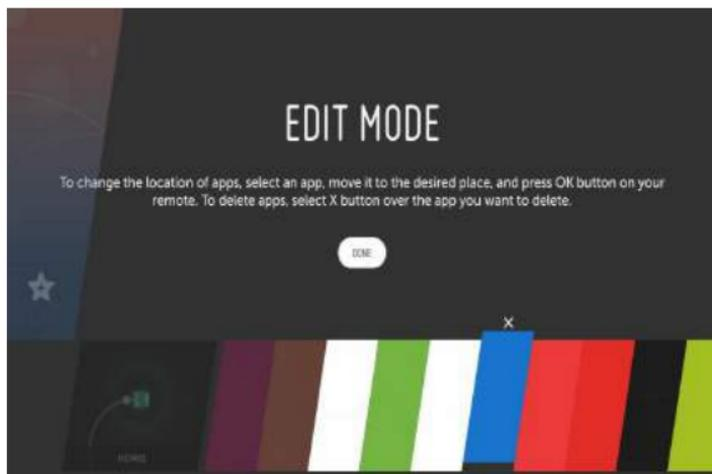 EDIT MODE
To change the location of apps, select an app, move it to the desired place, and press OK button on your
remote. To delete apps, select X button over the app you want to delete.
DONE
X